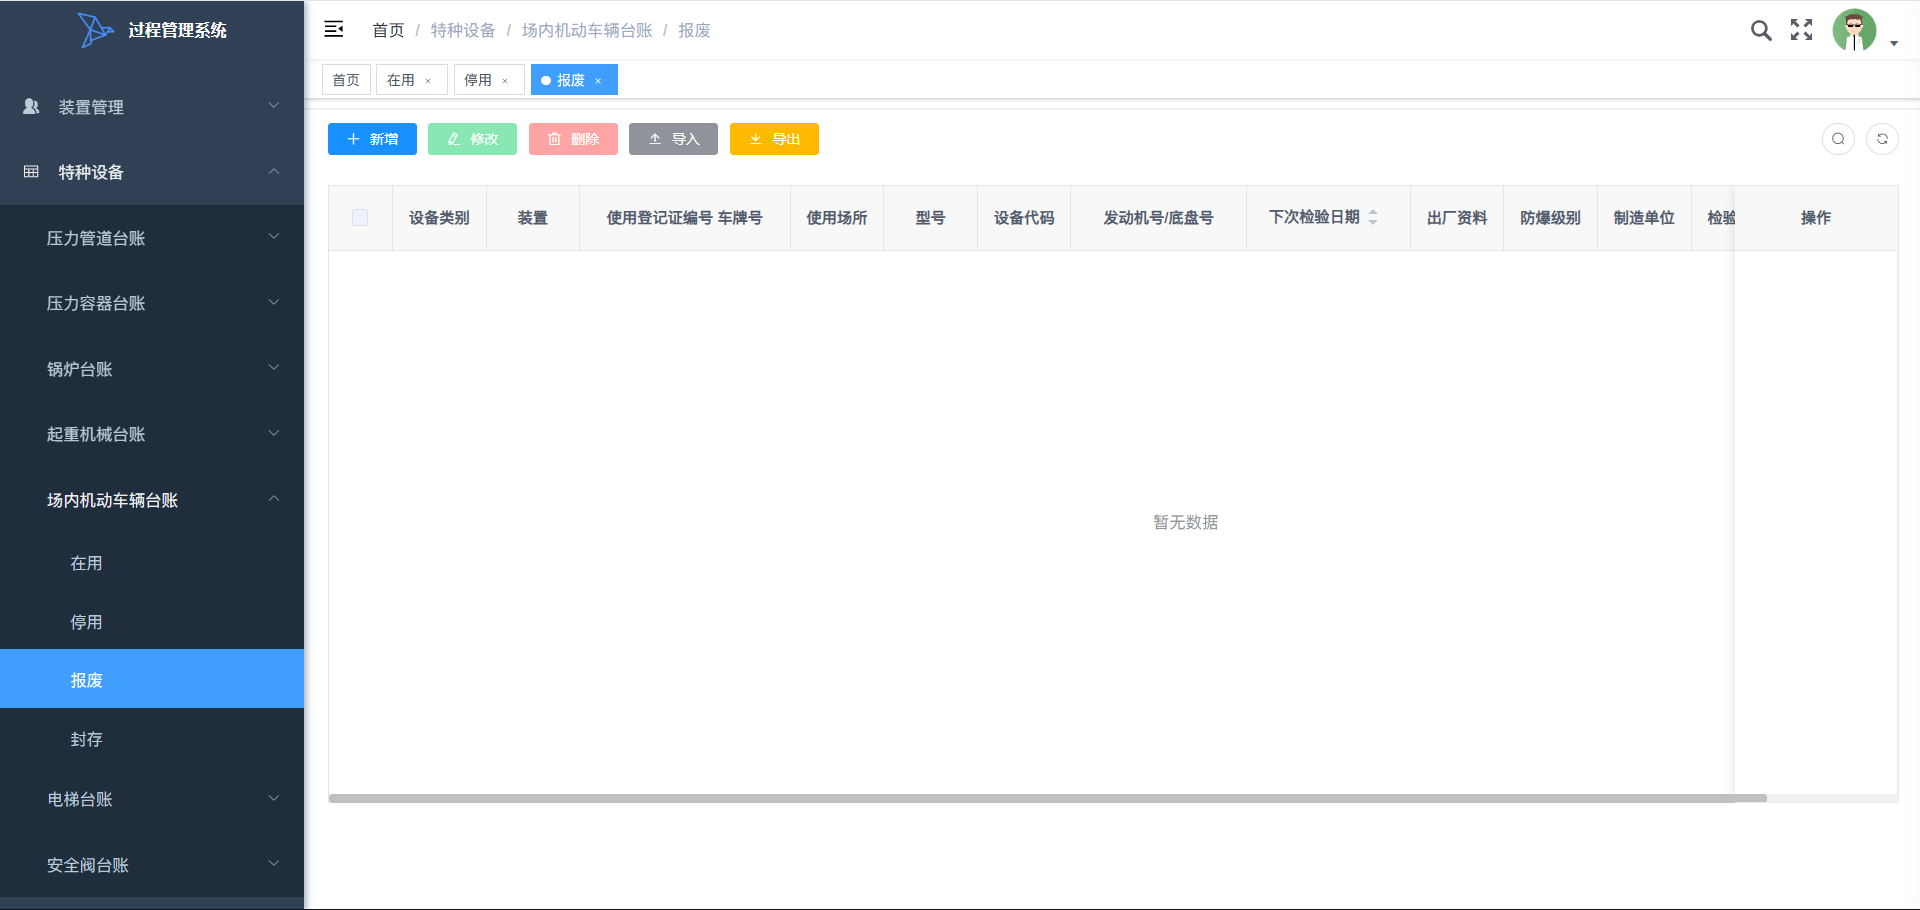 过程管理系统
首页 / 特种设备 / 场内机动车辆台账 / 报废
首页 在用 × 停用 × 报废 ×
装置管理
特种设备
压力管道台账
压力容器台账
锅炉台账
起重机械台账
场内机动车辆台账
在用
停用
报废
封存
电梯台账
安全阀台账
新增 修改 删除 导入 导出
设备类别 装置 使用登记证编号 车牌号 使用场所 型号 设备代码 发动机号/底盘号 下次检验日期 出厂资料 防爆级别 制造单位 检验 操作
暂无数据